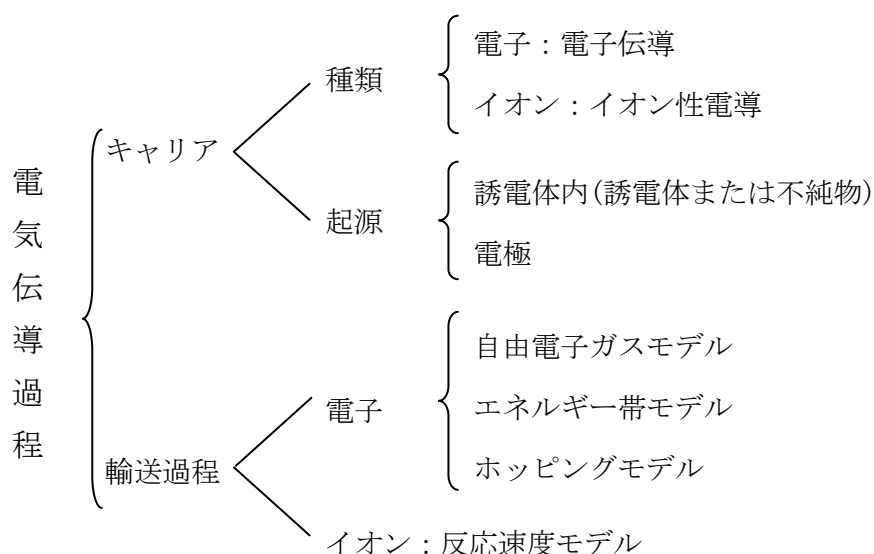 電気伝導過程
キャリア
種類
電子：電子伝導
イオン：イオン性電導
起源
誘電体内(誘電体または不純物)
電極
輸送過程
電子
自由電子ガスモデル
エネルギー帯モデル
ホッピングモデル
イオン：反応速度モデル